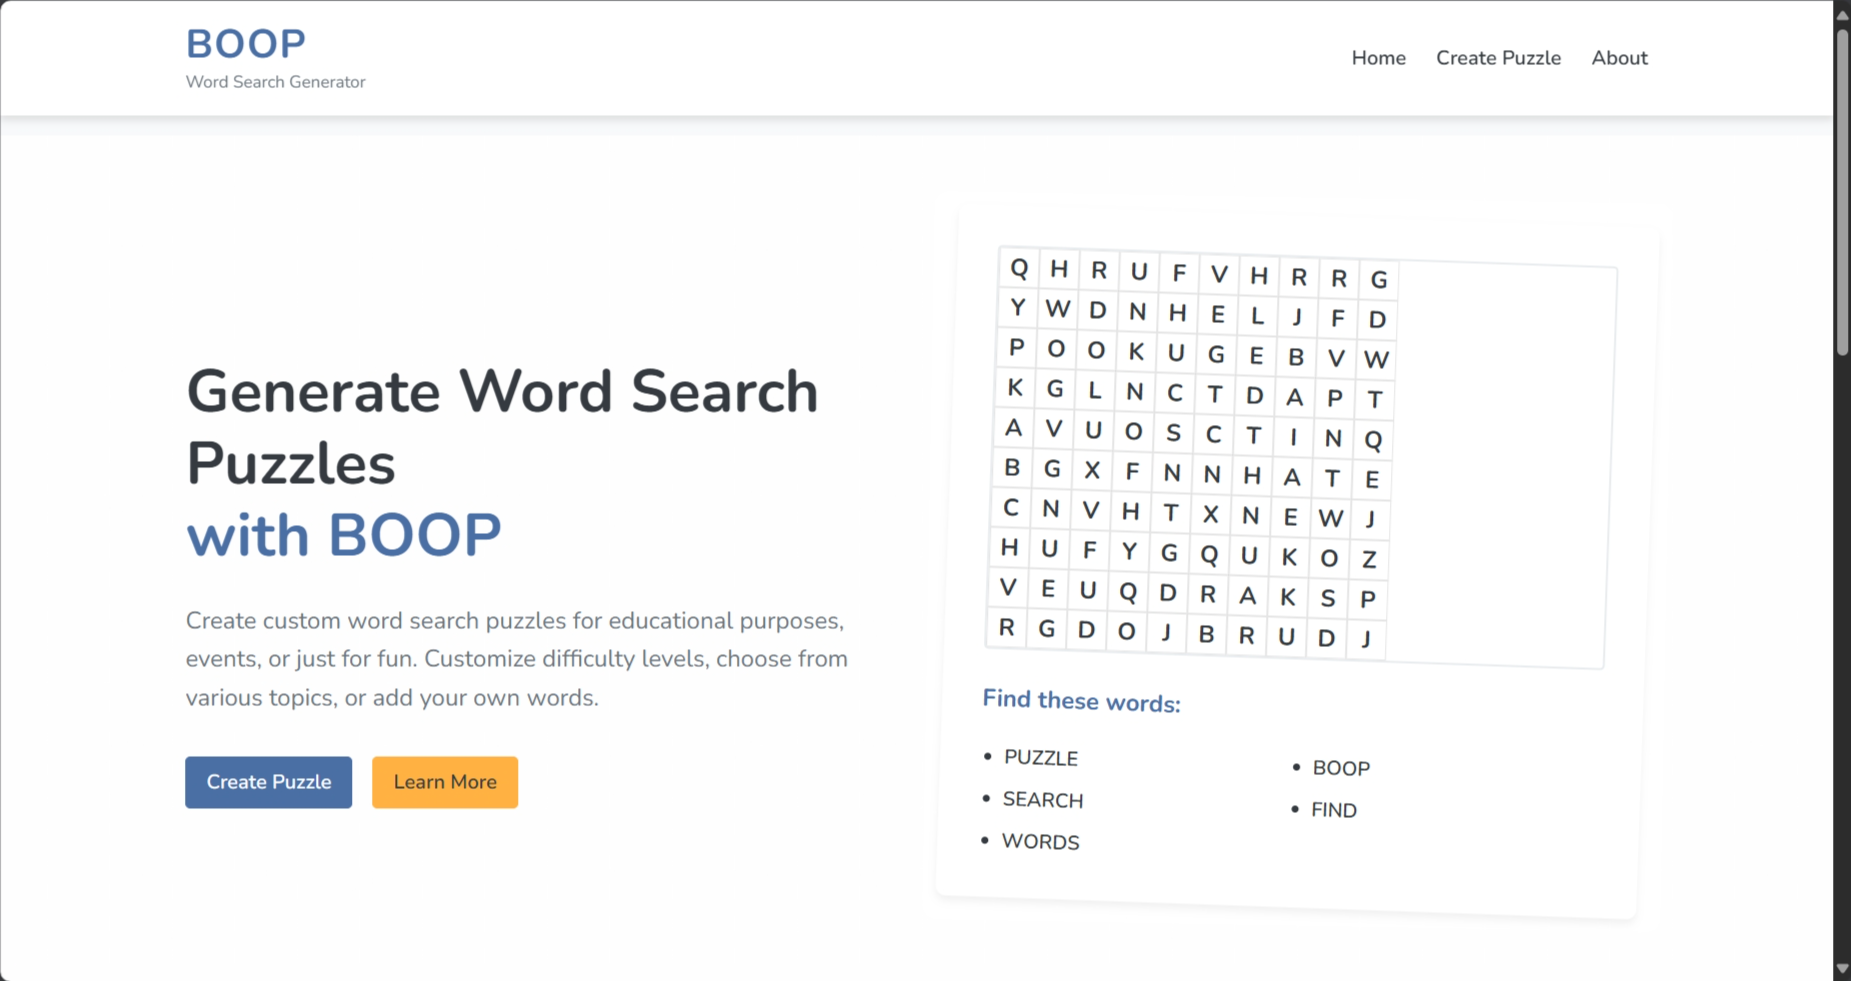 BOOP
Word Search Generator
Home Create Puzzle About
Generate Word Search
Puzzles
with BOOP
Create custom word search puzzles for educational purposes,
events, or just for fun. Customize difficulty levels, choose from
various topics, or add your own words.
Create Puzzle Learn More
Q H R U F V H R R G
Y W D N H E L J F D
P O O K U G E B V W
K G L N C T D A P T
A V U O S C T I N Q
B G X F N N H A T E
C N V H T X N E W J
H U F Y G Q U K O Z
V E U Q D R A K S P
R G D O J B R U D J
Find these words:
• PUZZLE
• SEARCH
• WORDS
• BOOP
• FIND